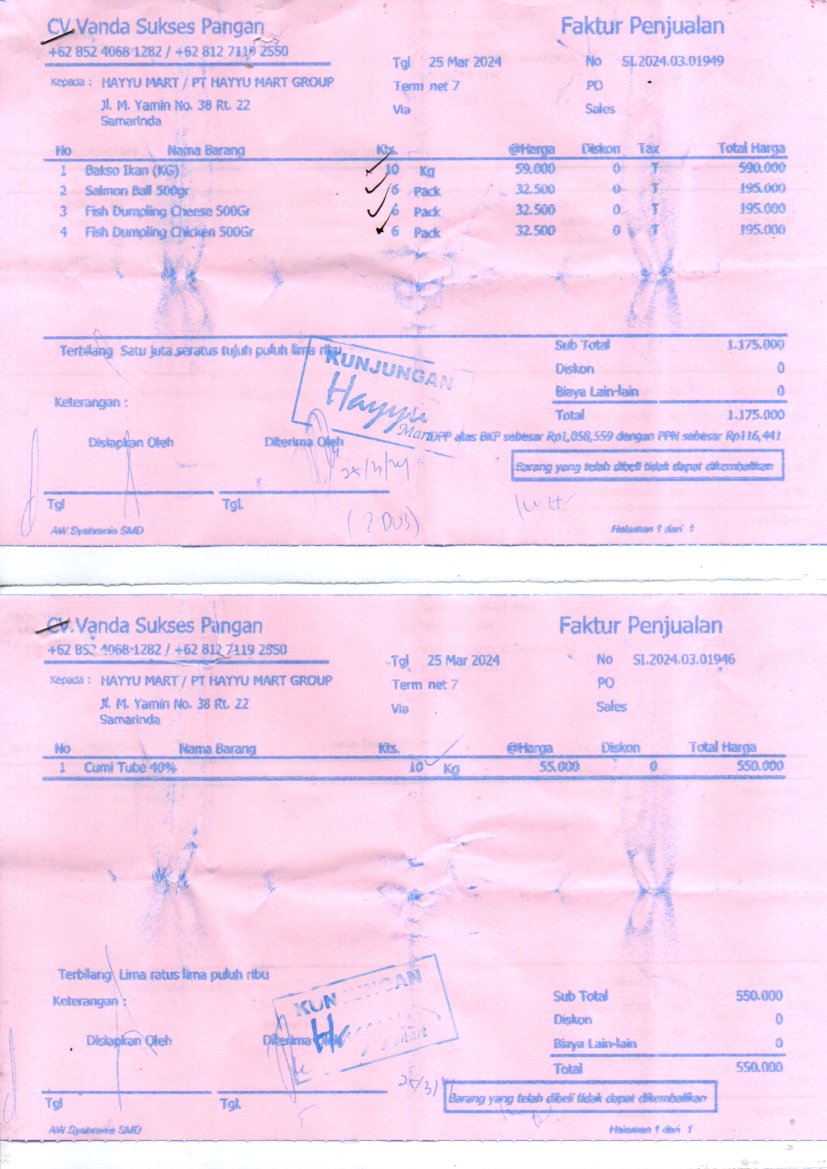 CV.Vanda Sukses Pangan
Faktur Penjualan
+62 852 4068 1282 / +62 812 7119 2550
Tgl 25 Mar 2024
No SI.2024.03.01949
Kepada : HAYYU MART / PT HAYYU MART GROUP
Term net 7
PO
Jl. M. Yamin No. 38 Rt. 22
Via
Sales
Samarinda
No Nama Barang Kts. @Harga Diskon Tax Total Harga
1 Bakso Ikan (KG) 10 Kg 59.000 0 T 590.000
2 Salmon Ball 500gr 6 Pack 32.500 0 T 195.000
3 Fish Dumpling Cheese 500Gr 6 Pack 32.500 0 T 195.000
4 Fish Dumpling Chicken 500Gr 6 Pack 32.500 0 T 195.000
Terbilang Satu juta seratus tujuh puluh lima ribu
Sub Total 1.175.000
Diskon 0
Biaya Lain-lain 0
Total 1.175.000
KUNJUNGAN
Hayyu
Mart
Keterangan :
DPP atas BKP sebesar Rp1,058,559 dengan PPN sebesar Rp116,441
Disiapkan Oleh
Diterima Oleh
25/3/24
Barang yang telah dibeli tidak dapat dikembalikan
Tgl
Tgl.
(2 DUS)
AW.Syahranie SMD
Halaman 1 dari 1
CV.Vanda Sukses Pangan
Faktur Penjualan
+62 852 4068 1282 / +62 812 7119 2550
Tgl 25 Mar 2024
No SI.2024.03.01946
Kepada : HAYYU MART / PT HAYYU MART GROUP
Term net 7
PO
Jl. M. Yamin No. 38 Rt. 22
Via
Sales
Samarinda
No Nama Barang Kts. @Harga Diskon Total Harga
1 Cumi Tube 40% 10 Kg 55.000 0 550.000
Terbilang Lima ratus lima puluh ribu
Keterangan :
Sub Total 550.000
Diskon 0
Biaya Lain-lain 0
Total 550.000
KUNJUNGAN
Hayyu
Mart
Disiapkan Oleh
Diterima Oleh
Barang yang telah dibeli tidak dapat dikembalikan
Tgl
Tgl.
AW.Syahranie SMD
Halaman 1 dari 1